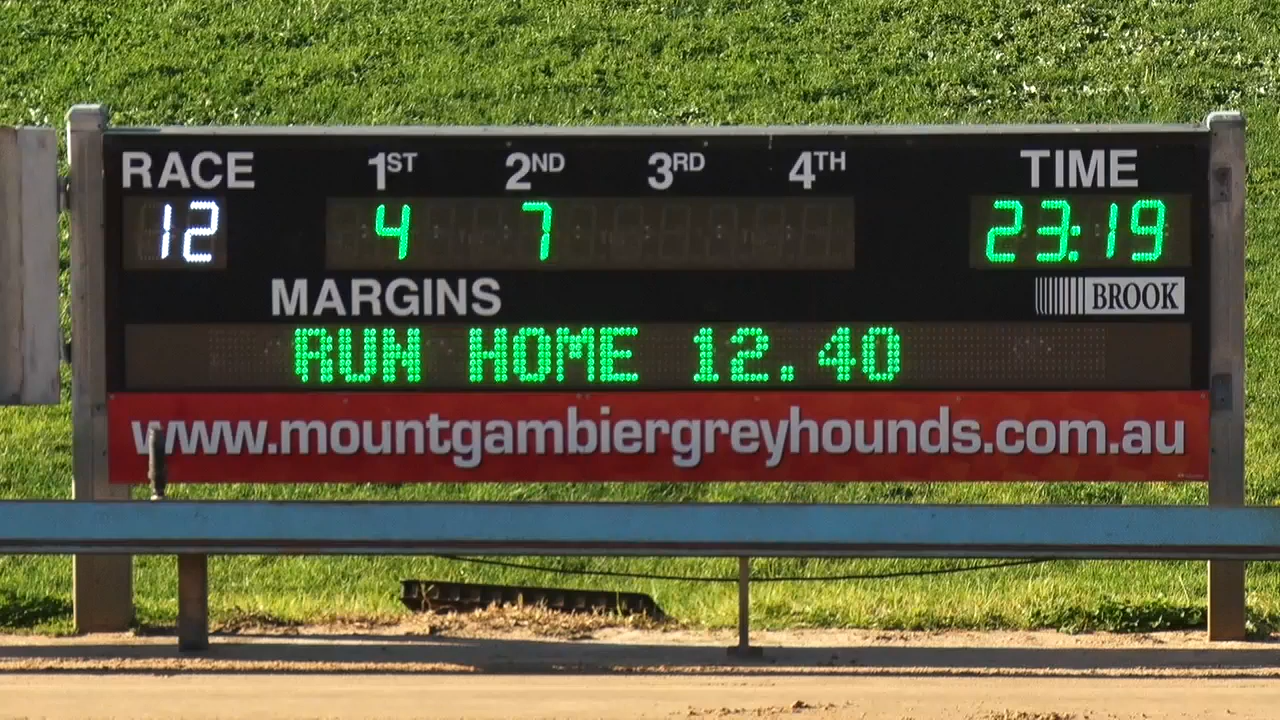 RACE 1ST 2ND 3RD 4TH TIME
12 4 7 23:19
MARGINS BROOK
RUN HOME 12.40
www.mountgambiergreyhounds.com.au